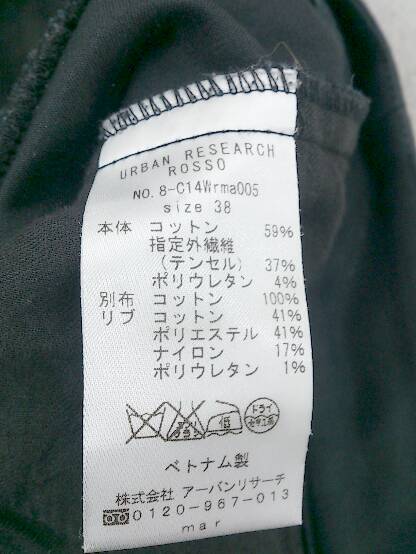 URBAN RESEARCH
ROSSO
NO. 8-C14Wrma005
size 38
本体 コットン 59%
指定外繊維
(テンセル) 37%
ポリウレタン 4%
別布 コットン 100%
リブ コットン 41%
ポリエステル 41%
ナイロン 17%
ポリウレタン 1%
低 ドライ
ベトナム製
株式会社 アーバンリサーチ
0120-967-013
mar